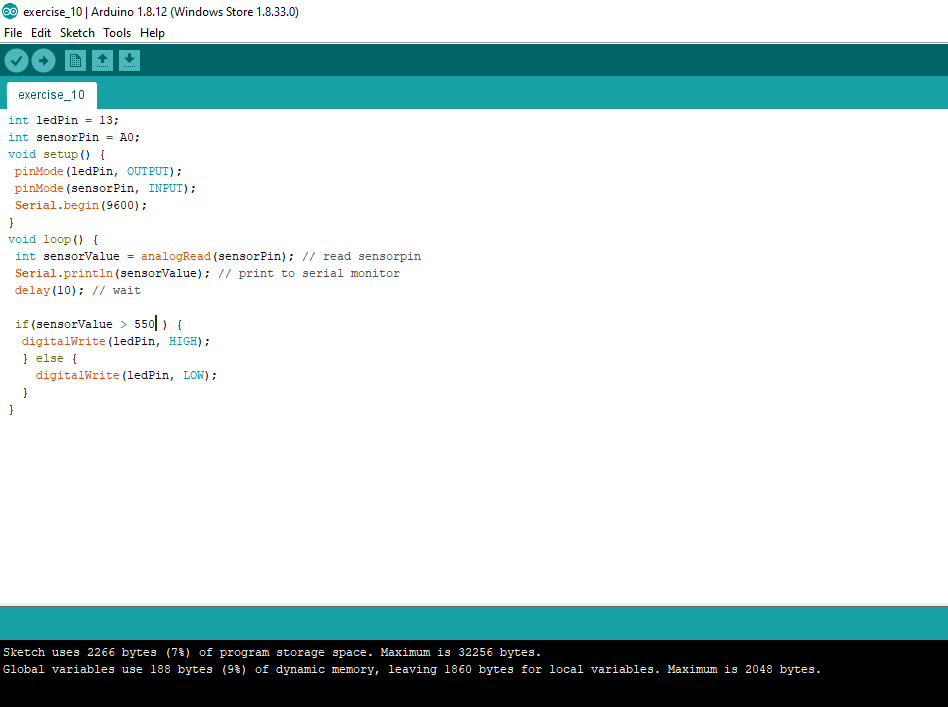 exercise_10 | Arduino 1.8.12 (Windows Store 1.8.33.0)
File Edit Sketch Tools Help
exercise_10
int ledPin = 13;
int sensorPin = A0;
void setup() {
 pinMode(ledPin, OUTPUT);
 pinMode(sensorPin, INPUT);
 Serial.begin(9600);
}
void loop() {
 int sensorValue = analogRead(sensorPin); // read sensorpin
 Serial.println(sensorValue); // print to serial monitor
 delay(10); // wait
 if(sensorValue > 550 ) {
  digitalWrite(ledPin, HIGH);
  } else {
    digitalWrite(ledPin, LOW);
  }
}
Sketch uses 2266 bytes (7%) of program storage space. Maximum is 32256 bytes.
Global variables use 188 bytes (9%) of dynamic memory, leaving 1860 bytes for local variables. Maximum is 2048 bytes.